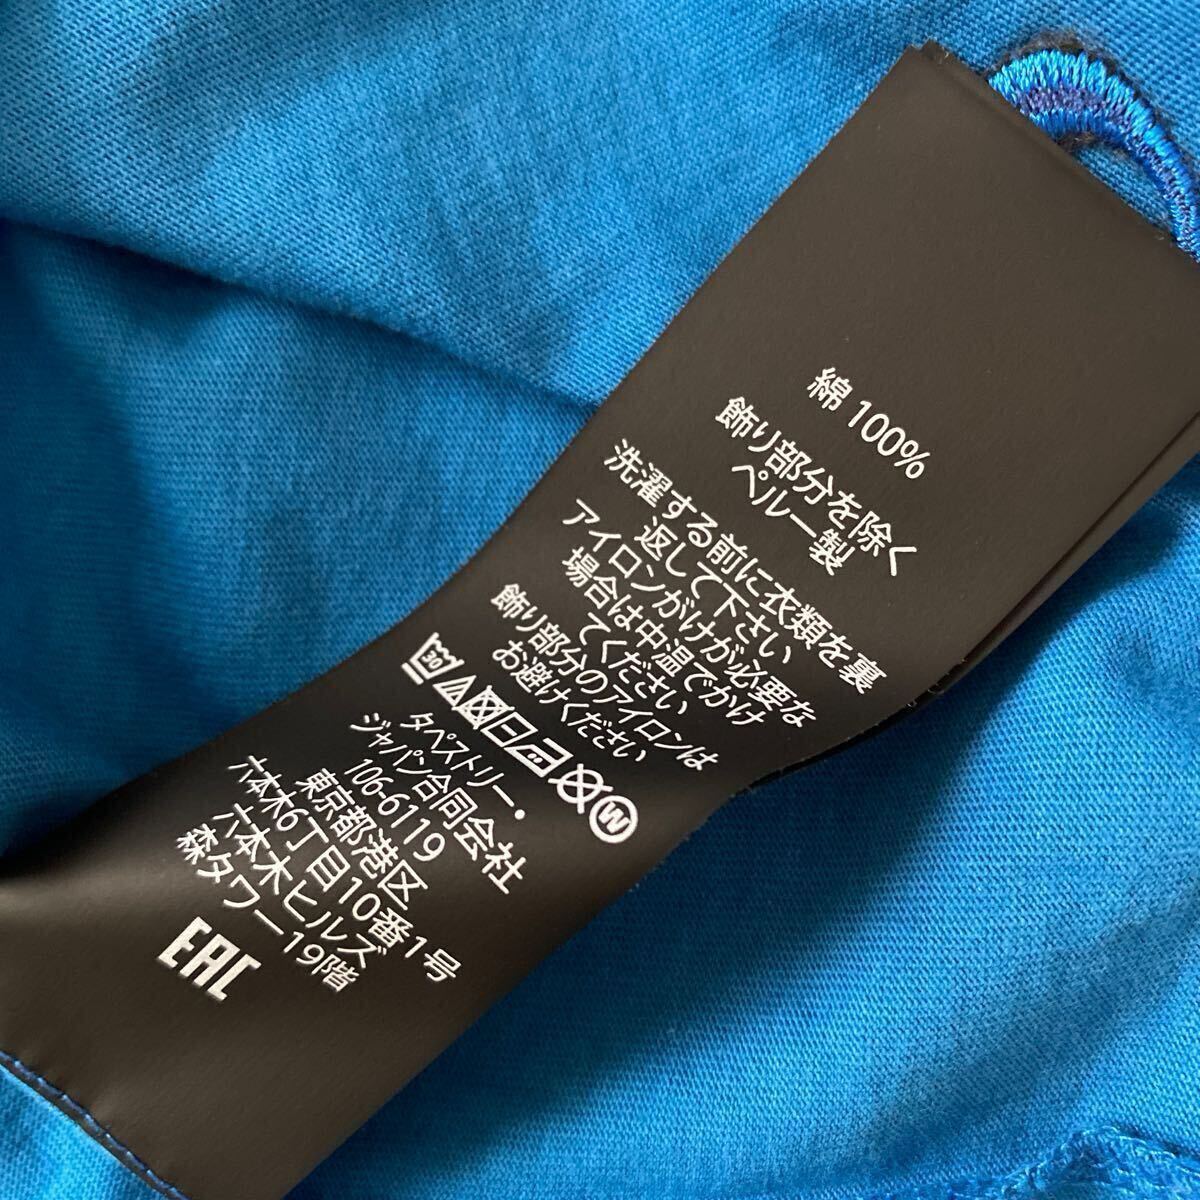 綿 100%
飾り部分を除く
ペルー製
洗濯する前に衣類を裏
返して下さい
アイロンがけが必要な
場合は中温でかけ
てください
飾り部分のアイロンは
お避けください
30 W
タペストリー・
ジャパン合同会社
106-6119
東京都港区
六本木6丁目10番1号
六本木ヒルズ
森タワー19階
EAC